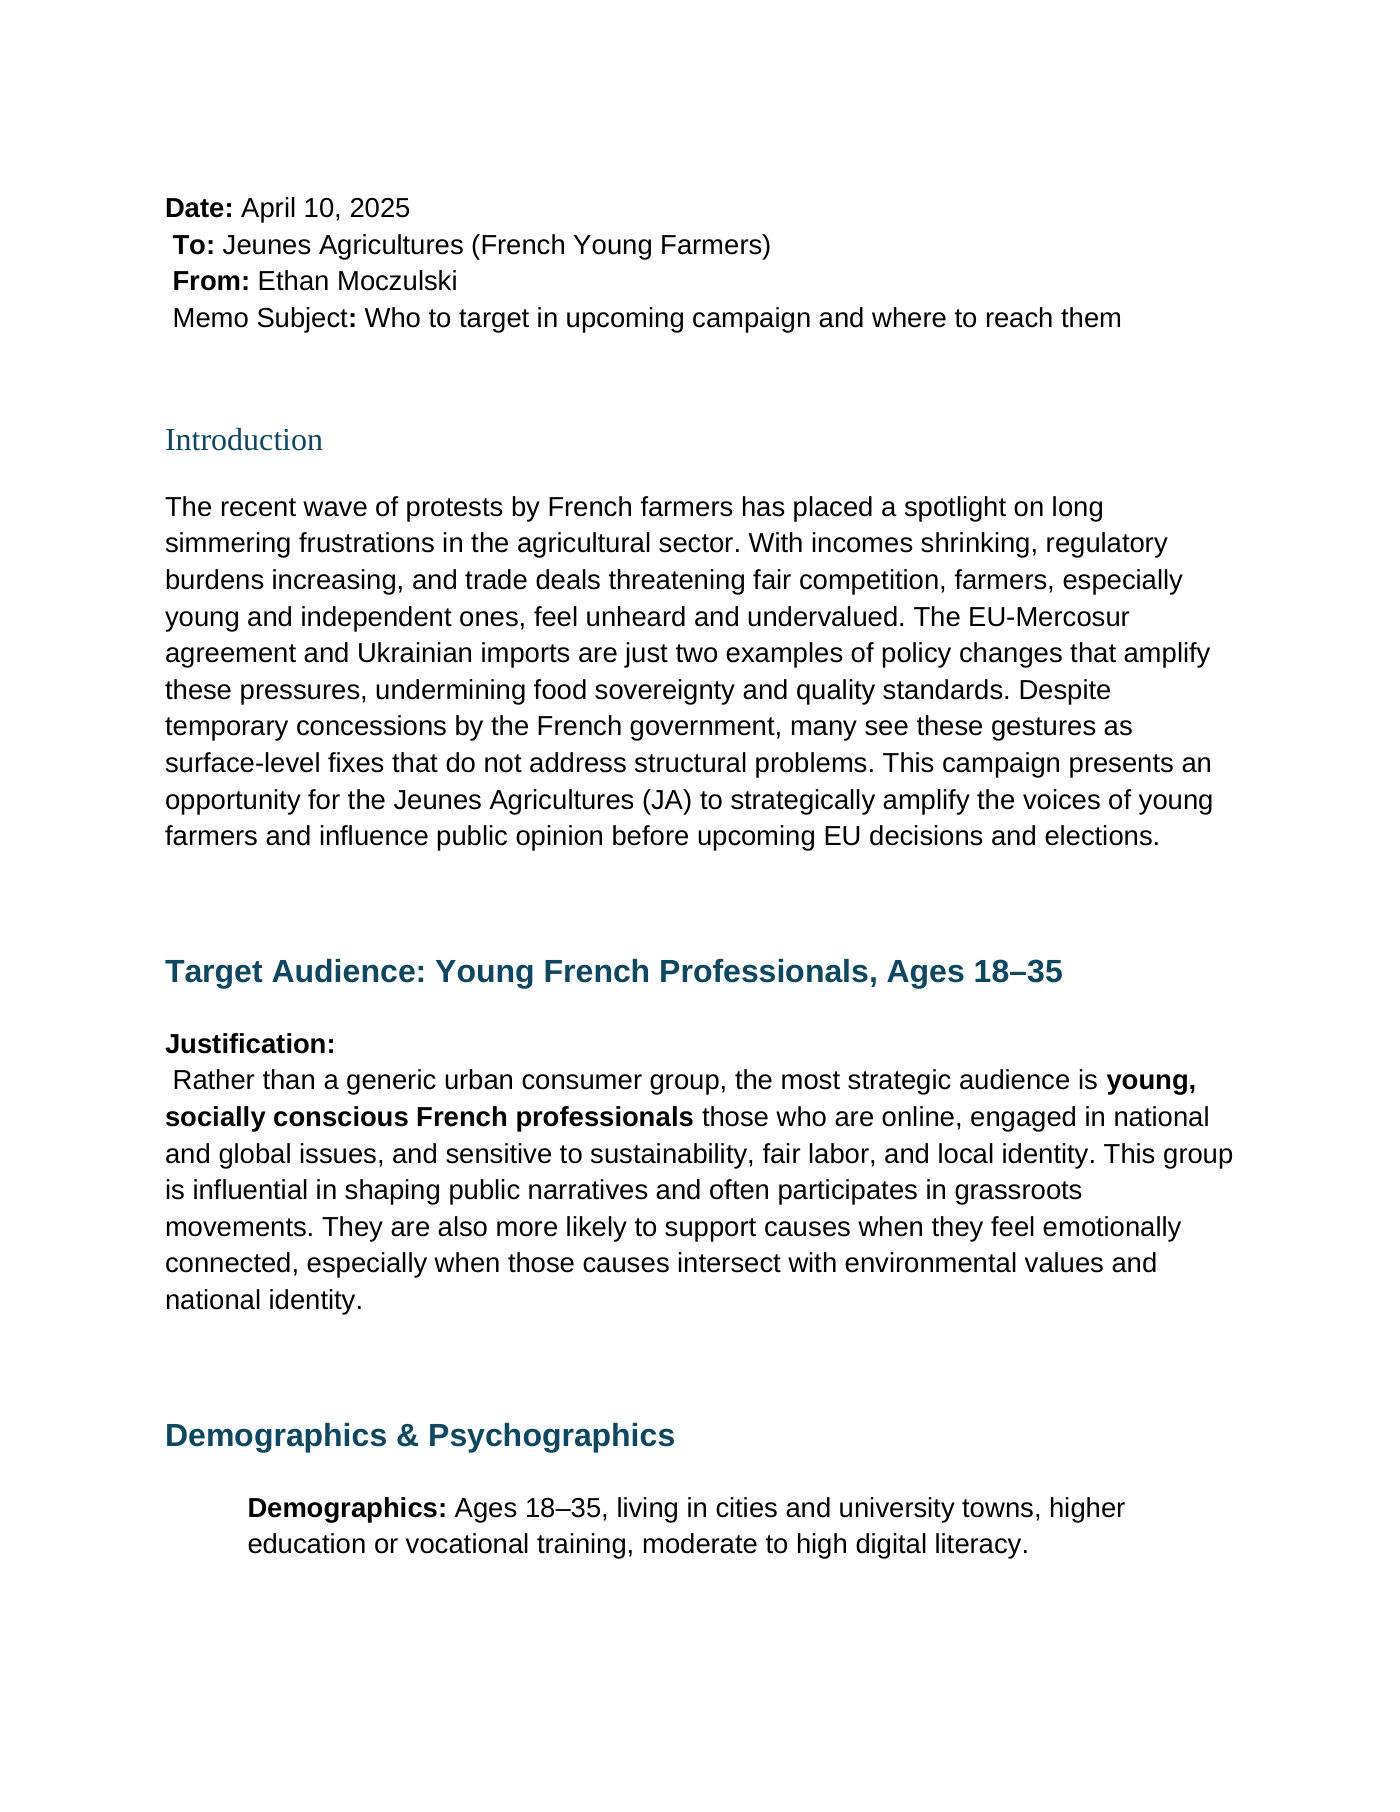 Date: April 10, 2025
To: Jeunes Agricultures (French Young Farmers)
From: Ethan Moczulski
Memo Subject: Who to target in upcoming campaign and where to reach them
Introduction
The recent wave of protests by French farmers has placed a spotlight on long
simmering frustrations in the agricultural sector. With incomes shrinking, regulatory
burdens increasing, and trade deals threatening fair competition, farmers, especially
young and independent ones, feel unheard and undervalued. The EU-Mercosur
agreement and Ukrainian imports are just two examples of policy changes that amplify
these pressures, undermining food sovereignty and quality standards. Despite
temporary concessions by the French government, many see these gestures as
surface-level fixes that do not address structural problems. This campaign presents an
opportunity for the Jeunes Agricultures (JA) to strategically amplify the voices of young
farmers and influence public opinion before upcoming EU decisions and elections.
Target Audience: Young French Professionals, Ages 18–35
Justification:
Rather than a generic urban consumer group, the most strategic audience is young,
socially conscious French professionals those who are online, engaged in national
and global issues, and sensitive to sustainability, fair labor, and local identity. This group
is influential in shaping public narratives and often participates in grassroots
movements. They are also more likely to support causes when they feel emotionally
connected, especially when those causes intersect with environmental values and
national identity.
Demographics & Psychographics
Demographics: Ages 18–35, living in cities and university towns, higher
education or vocational training, moderate to high digital literacy.